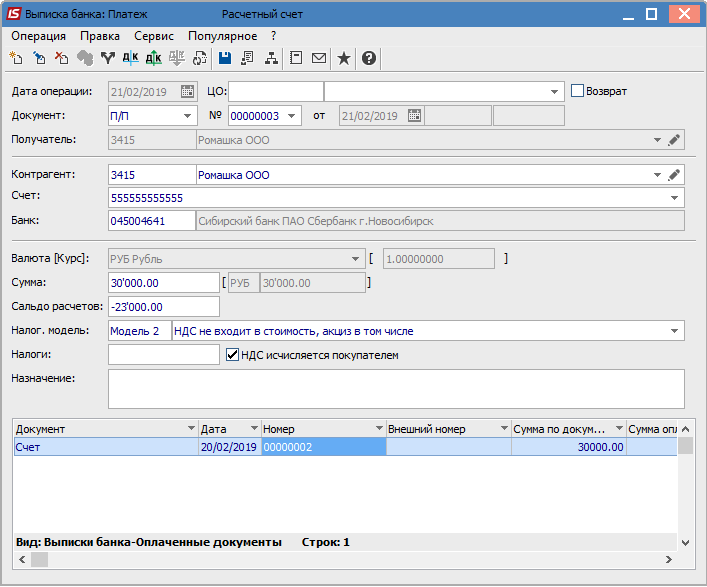 IS Выписка банка: Платеж Расчетный счет
Операция Правка Сервис Популярное ?
Дата операции: 21/02/2019 ЦО: Возврат
Документ: П/П № 00000003 от 21/02/2019
Получатель: 3415 Ромашка ООО
Контрагент: 3415 Ромашка ООО
Счет: 555555555555
Банк: 045004641 Сибирский банк ПАО Сбербанк г.Новосибирск
Валюта [Курс]: РУБ Рубль [ 1.00000000 ]
Сумма: 30'000.00 [ РУБ 30'000.00 ]
Сальдо расчетов: -23'000.00
Налог. модель: Модель 2 НДС не входит в стоимость, акциз в том числе
Налоги: НДС исчисляется покупателем
Назначение:
Документ Дата Номер Внешний номер Сумма по докум... Сумма опл
Счет 20/02/2019 00000002 30000.00
Вид: Выписки банка-Оплаченные документы Строк: 1